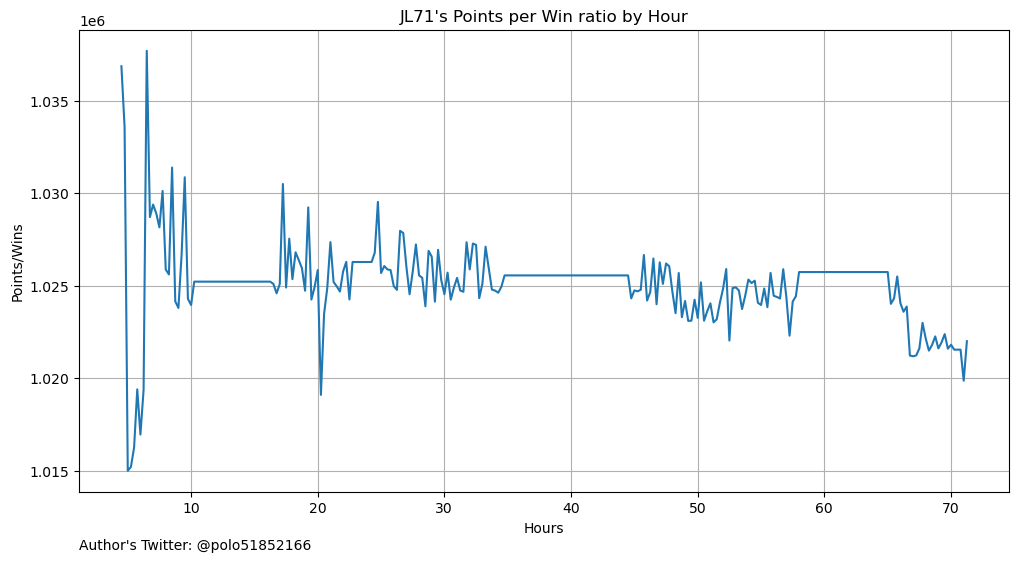 JL71's Points per Win ratio by Hour
1e6
1.035
1.030
1.025
1.020
1.015
Points/Wins
10 20 30 40 50 60 70
Hours
Author's Twitter: @polo51852166